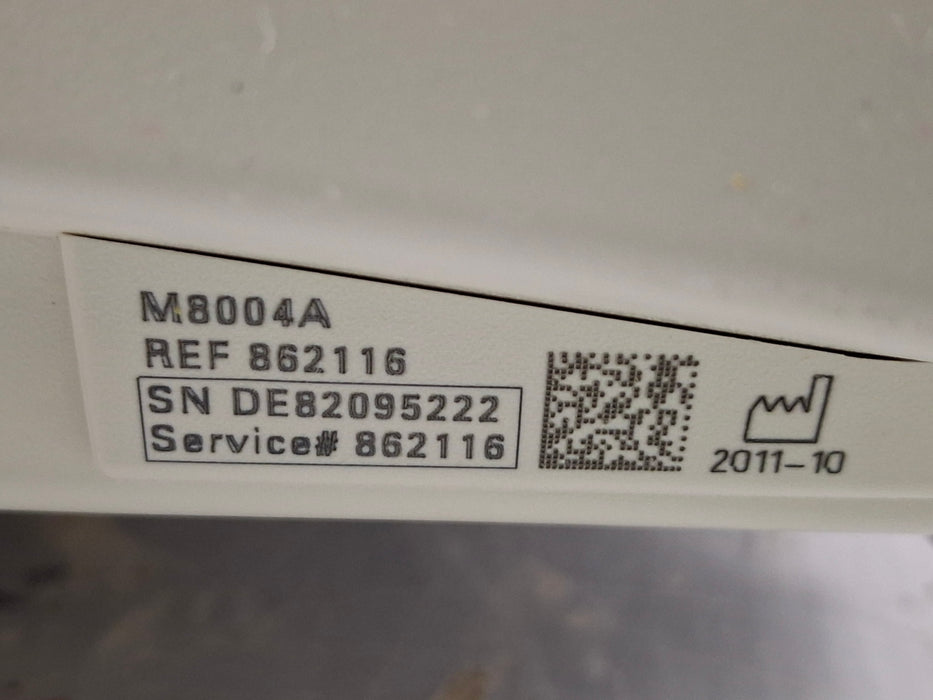 M8004A
REF 862116
SN DE82095222
Service# 862116
2011-10